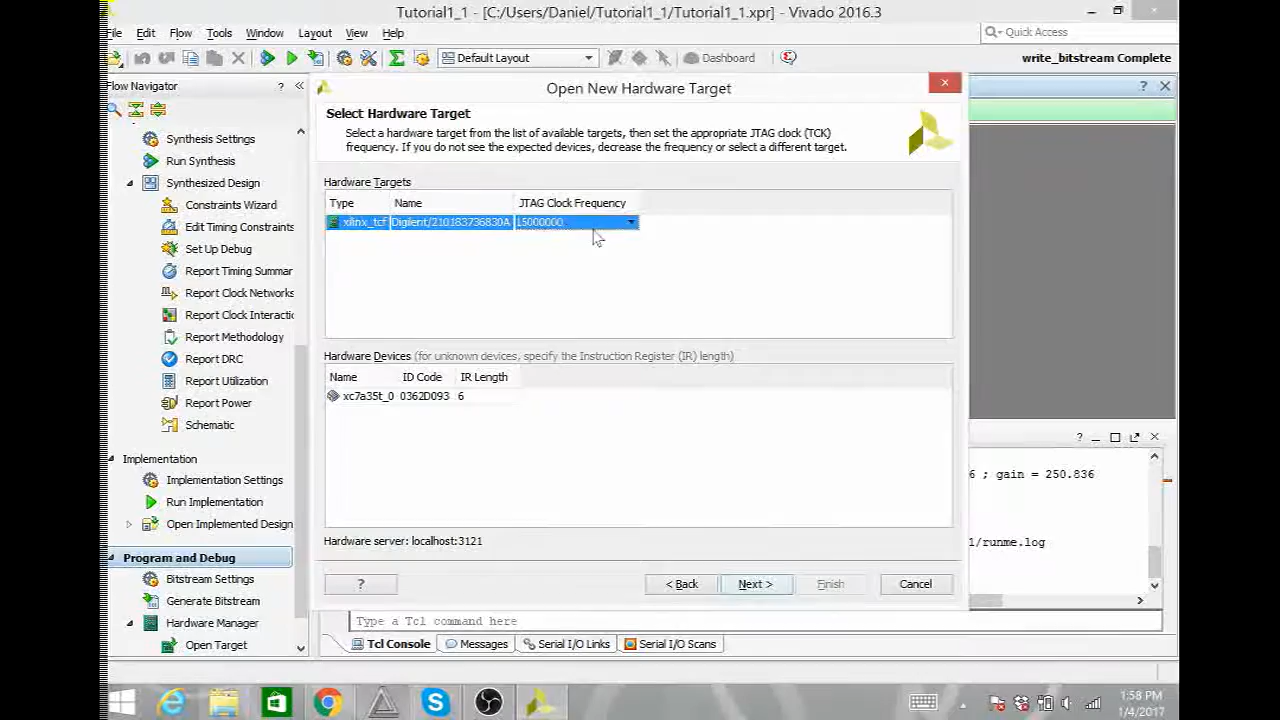 Tutorial1_1 - [C:/Users/Daniel/Tutorial1_1/Tutorial1_1.xpr] - Vivado 2016.3
File Edit Flow Tools Window Layout View Help
Quick Access
Default Layout
Dashboard
write_bitstream Complete
Flow Navigator
Synthesis Settings
Run Synthesis
Synthesized Design
Constraints Wizard
Edit Timing Constraints
Set Up Debug
Report Timing Summar
Report Clock Networks
Report Clock Interactic
Report Methodology
Report DRC
Report Utilization
Report Power
Schematic
Implementation
Implementation Settings
Run Implementation
Open Implemented Design
Program and Debug
Bitstream Settings
Generate Bitstream
Hardware Manager
Open Target
Open New Hardware Target
Select Hardware Target
Select a hardware target from the list of available targets, then set the appropriate JTAG clock (TCK)
frequency. If you do not see the expected devices, decrease the frequency or select a different target.
Hardware Targets
Type Name JTAG Clock Frequency
xilinx_tcf Digilent/210183736830A 15000000
Hardware Devices (for unknown devices, specify the Instruction Register (IR) length)
Name ID Code IR Length
xc7a35t_0 0362D093 6
Hardware server: localhost:3121
? < Back Next > Finish Cancel
6 ; gain = 250.836
1/runme.log
Type a Tcl command here
Tcl Console Messages Serial I/O Links Serial I/O Scans
1:58 PM
1/4/2017